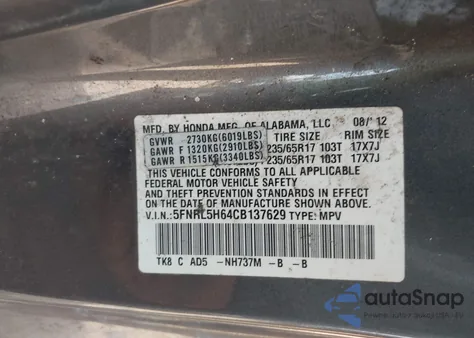 MFD. BY HONDA MFG. OF ALABAMA, LLC 08/12
GVWR 2730KG(6019LBS) TIRE SIZE RIM SIZE
GAWR F 1320KG(2910LBS) 235/65R17 103T 17X7J
GAWR R 1515KG(3340LBS) 235/65R17 103T 17X7J
THIS VEHICLE CONFORMS TO ALL APPLICABLE
FEDERAL MOTOR VEHICLE SAFETY AND
THEFT PREVENTION STANDARDS IN EFFECT ON
THE DATE OF MANUFACTURE SHOWN ABOVE.
V.I.N: 5FNRL5H64CB137629 TYPE: MPV
TK8 C AD5 -NH737M -B -B
autoSnap